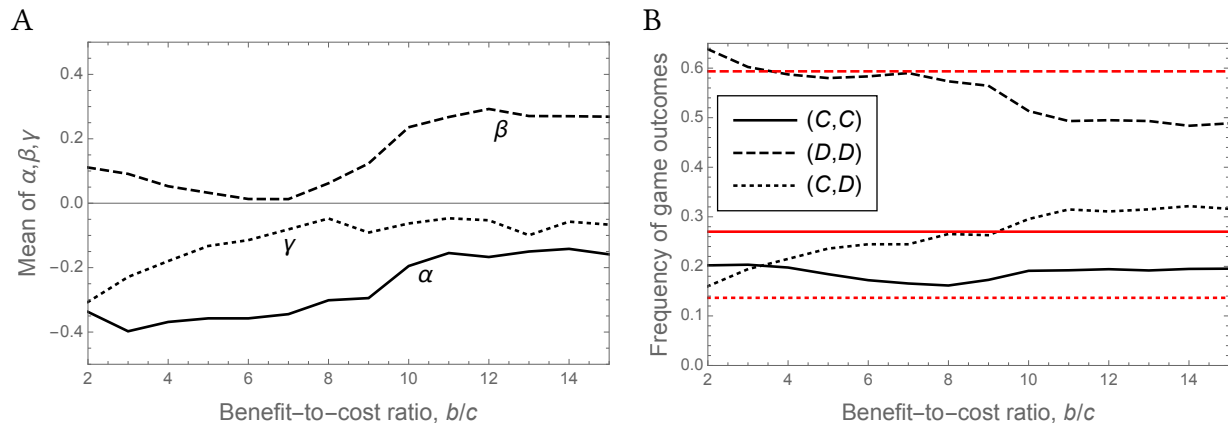 A
Mean of α,β,γ
0.4
0.2
0.0
-0.2
-0.4
β
γ
α
2 4 6 8 10 12 14
Benefit–to–cost ratio, b/c
B
Frequency of game outcomes
0.6
0.5
0.4
0.3
0.2
0.1
0.0
(C,C)
(D,D)
(C,D)
2 4 6 8 10 12 14
Benefit–to–cost ratio, b/c